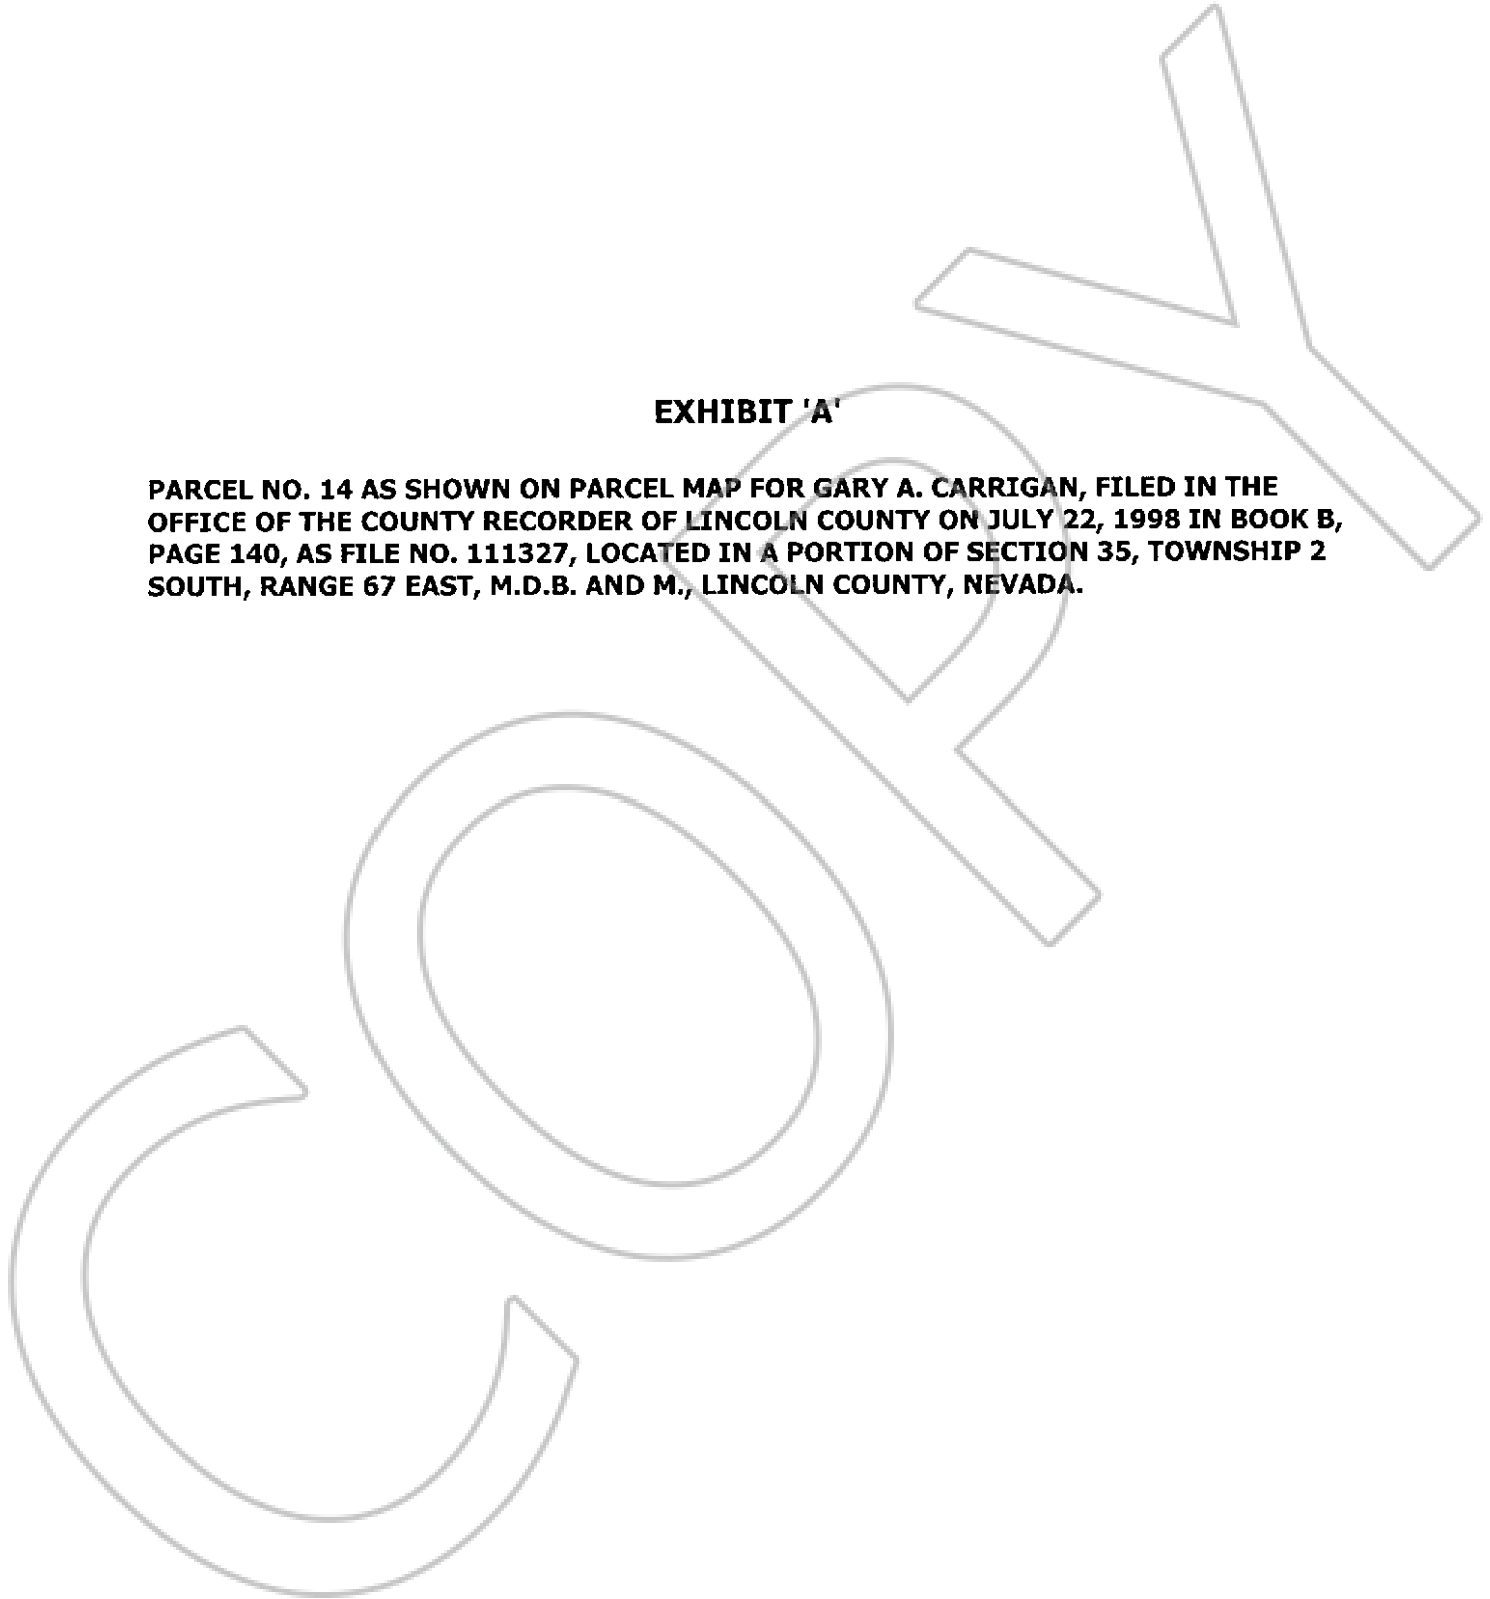 EXHIBIT 'A'
PARCEL NO. 14 AS SHOWN ON PARCEL MAP FOR GARY A. CARRIGAN, FILED IN THE
OFFICE OF THE COUNTY RECORDER OF LINCOLN COUNTY ON JULY 22, 1998 IN BOOK B,
PAGE 140, AS FILE NO. 111327, LOCATED IN A PORTION OF SECTION 35, TOWNSHIP 2
SOUTH, RANGE 67 EAST, M.D.B. AND M., LINCOLN COUNTY, NEVADA.
COPY